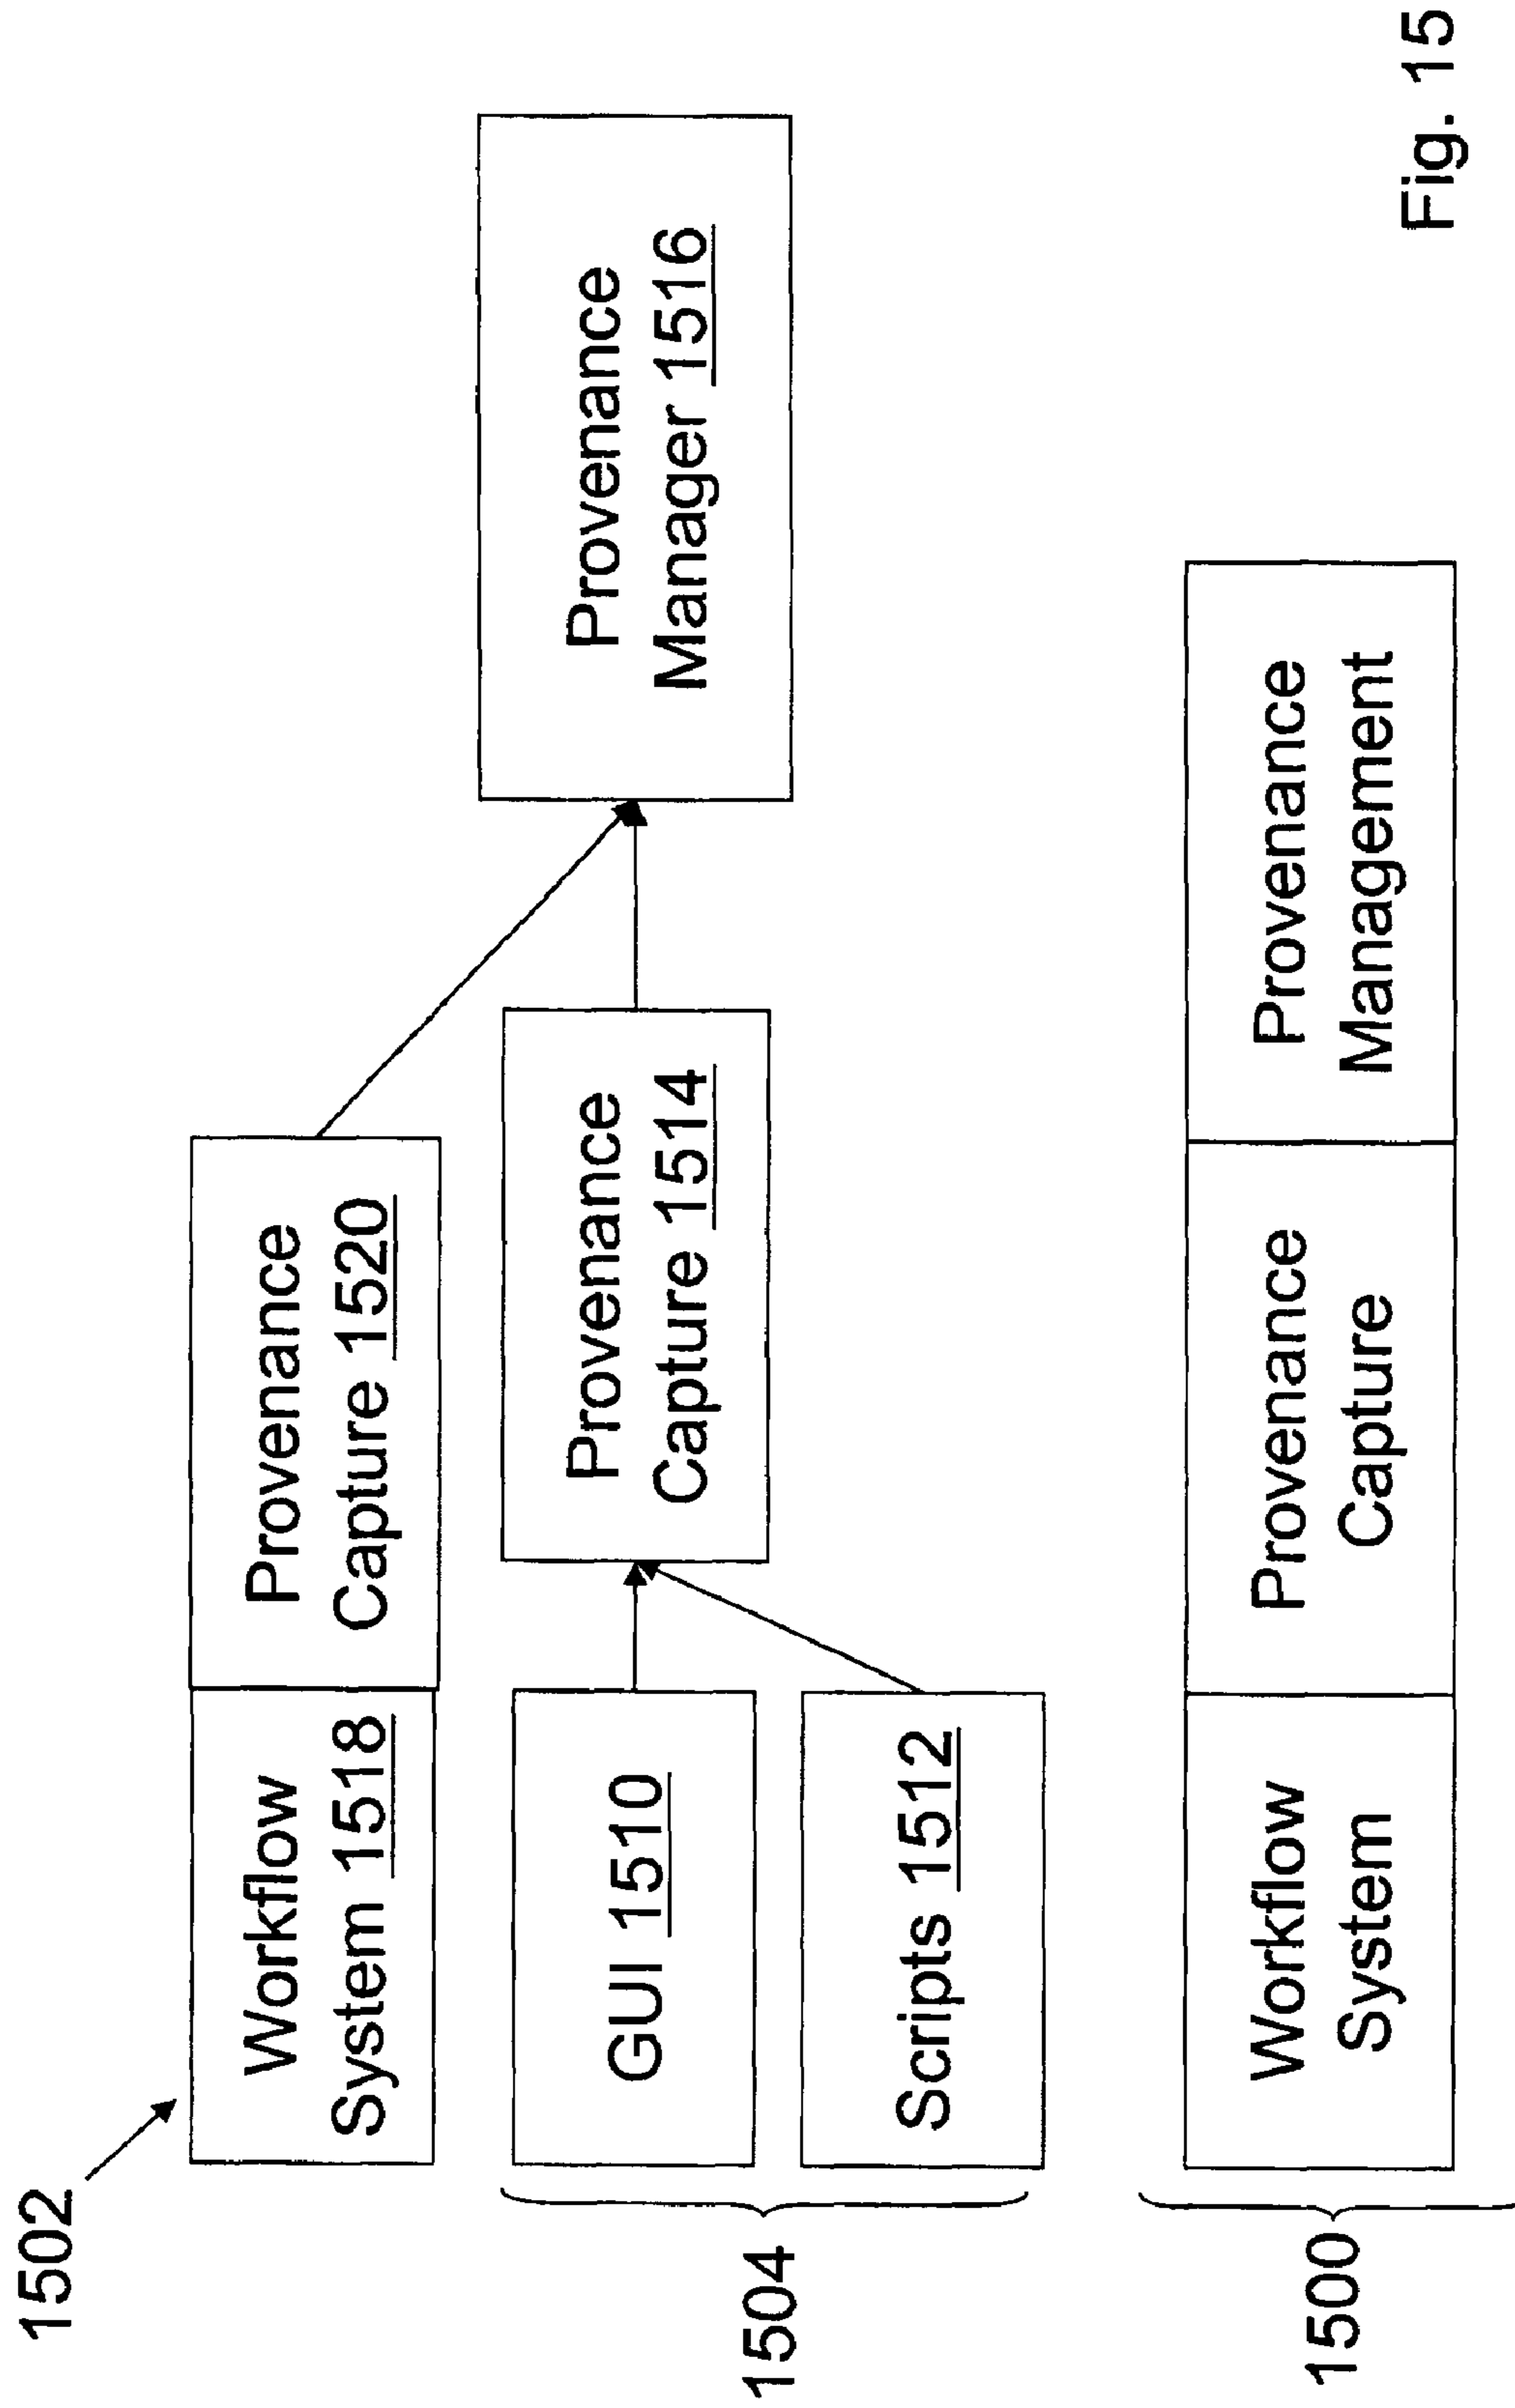 1502
Workflow
System 1518
Provenance
Capture 1520
1504
GUI 1510
Scripts 1512
Provenance
Capture 1514
Provenance
Manager 1516
1500
Workflow
System
Provenance
Capture
Provenance
Management
Fig. 15